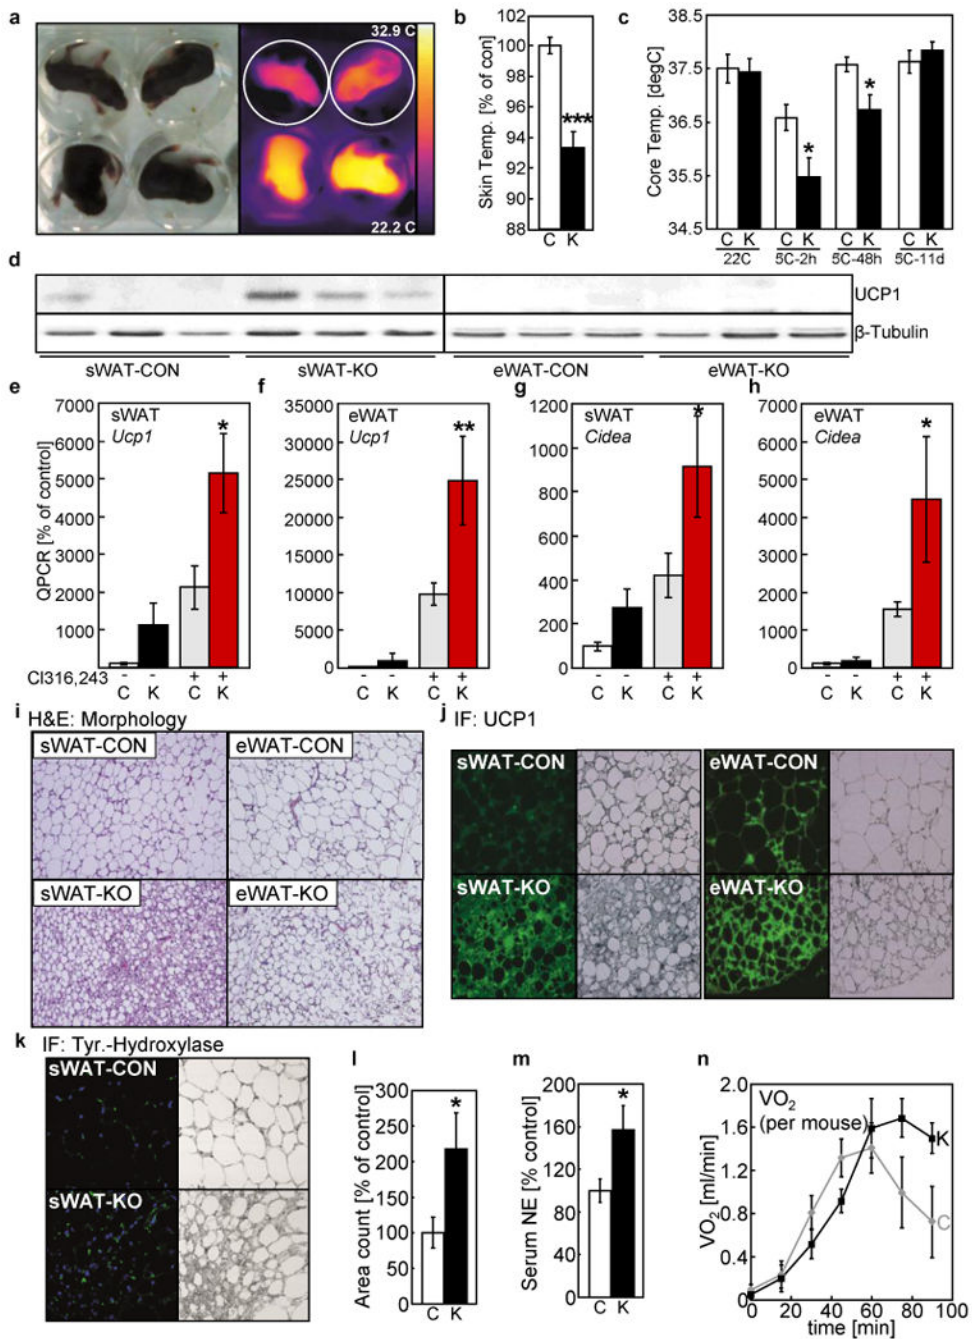 a
32.9 C
22.2 C
b
Skin Temp. [% of con]
102
100
98
96
94
92
90
88
***
C K
c
Core Temp. [degC]
38.5
37.5
36.5
35.5
34.5
*
*
C K C K C K C K
22C 5C-2h 5C-48h 5C-11d
d
UCP1
β-Tubulin
sWAT-CON sWAT-KO eWAT-CON eWAT-KO
e
QPCR [% of control]
7000
6000
5000
4000
3000
2000
1000
sWAT
Ucp1
*
CI316,243 - - + +
C K C K
f
35000
30000
25000
20000
15000
10000
5000
0
eWAT
Ucp1
**
- - + +
C K C K
g
1200
1000
800
600
400
200
0
sWAT
Cidea
*
- - + +
C K C K
h
7000
6000
5000
4000
3000
2000
1000
0
eWAT
Cidea
*
- - + +
C K C K
i H&E: Morphology
sWAT-CON eWAT-CON
sWAT-KO eWAT-KO
j IF: UCP1
sWAT-CON eWAT-CON
sWAT-KO eWAT-KO
k IF: Tyr.-Hydroxylase
sWAT-CON
sWAT-KO
l
Area count [% of control]
300
250
200
150
100
50
0
*
C K
m
Serum NE [% control]
200
160
120
80
40
0
*
C K
n
VO2 [ml/min]
2.0
1.6
1.2
0.8
0.4
0
VO2
(per mouse)
K
C
0 20 40 60 80 100
time [min]